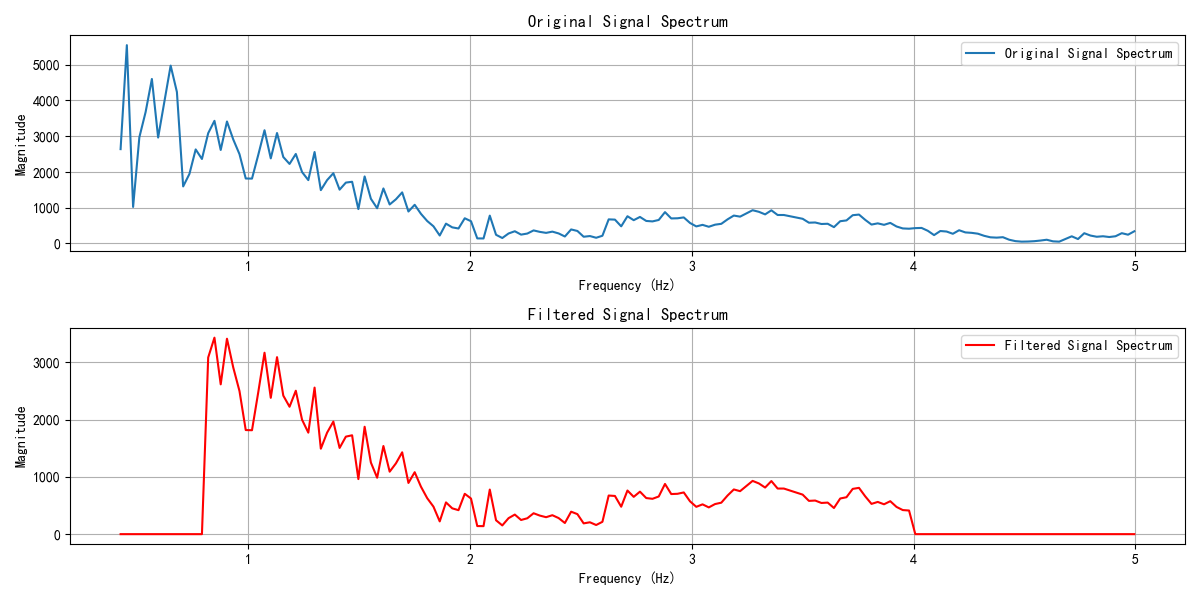 Original Signal Spectrum
Original Signal Spectrum
Magnitude
5000
4000
3000
2000
1000
0
1 2 3 4 5
Frequency (Hz)
Filtered Signal Spectrum
Filtered Signal Spectrum
Magnitude
3000
2000
1000
0
1 2 3 4 5
Frequency (Hz)